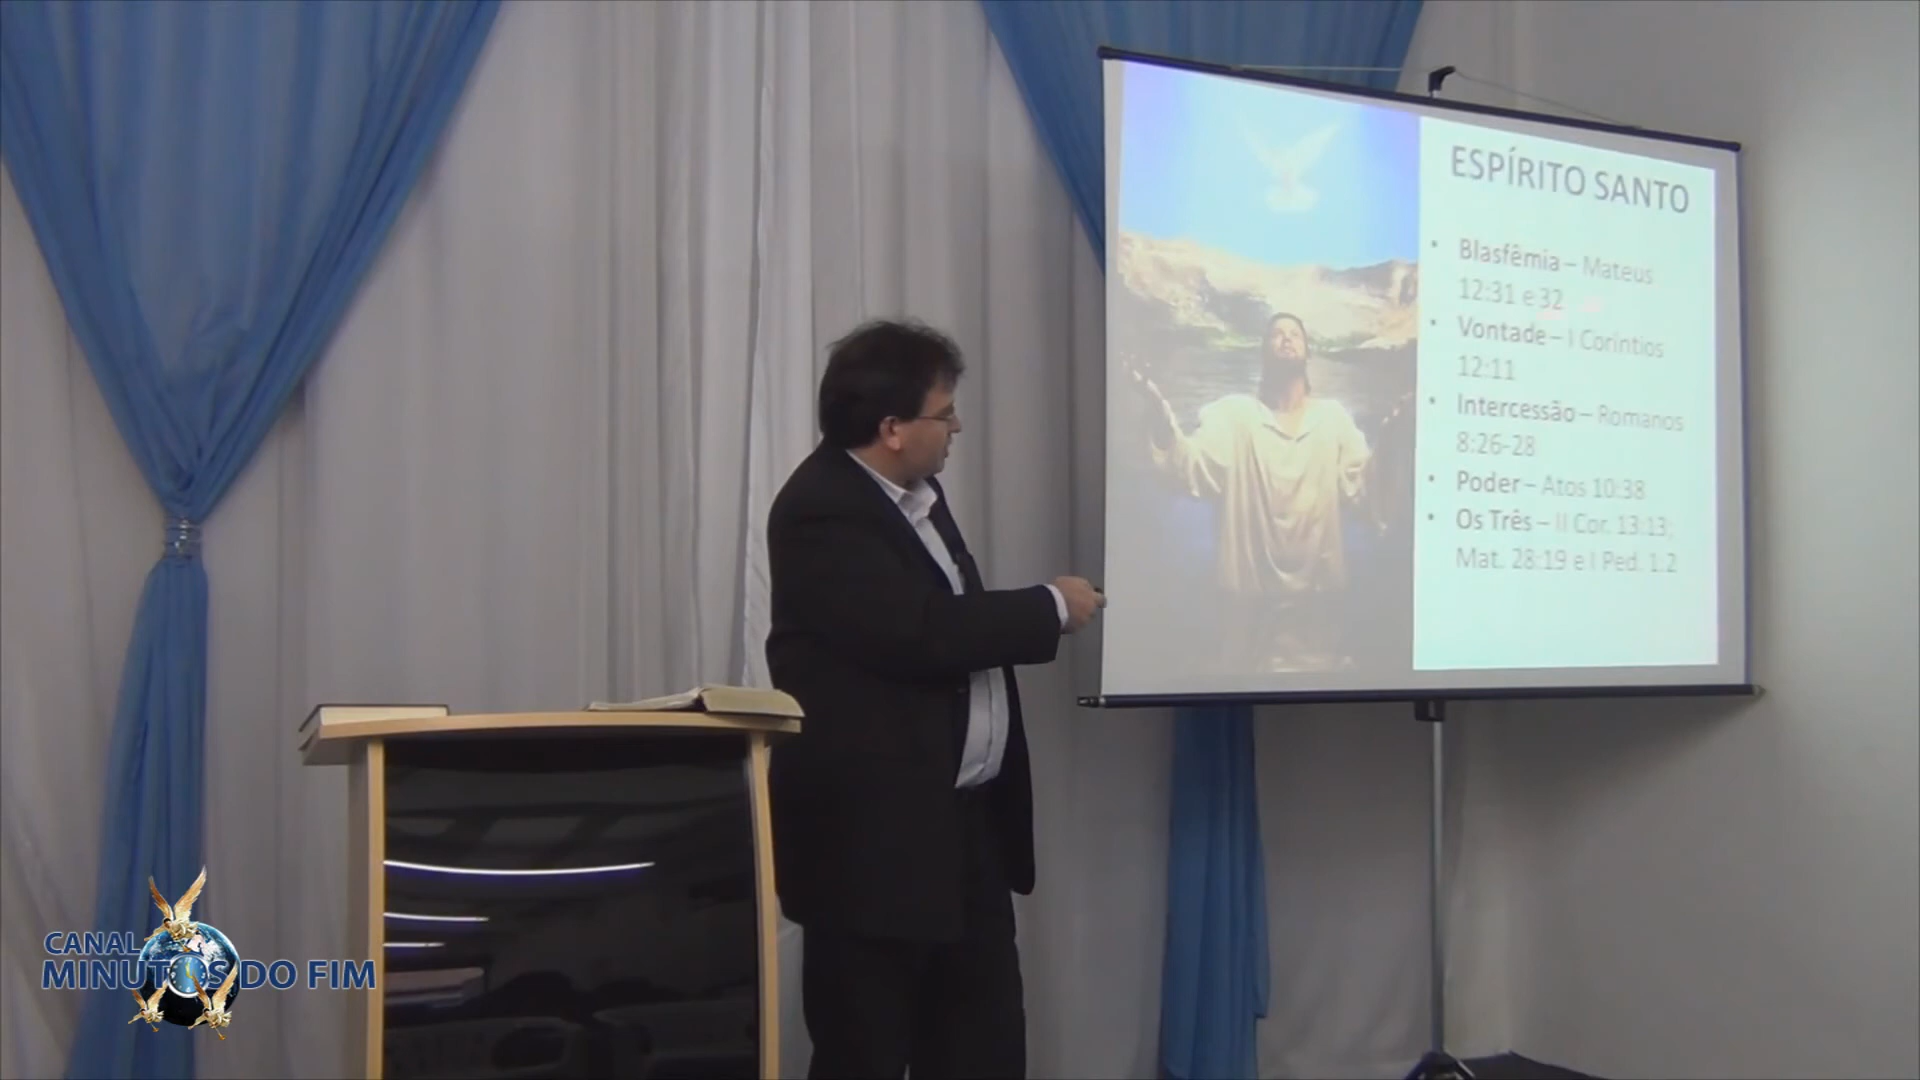 ESPÍRITO SANTO
• Blasfêmia – Mateus
12:31 e 32
• Vontade – I Coríntios
12:11
• Intercessão – Romanos
8:26-28
• Poder – Atos 10:38
• Os Três – II Cor. 13:13;
Mat. 28:19 e I Ped. 1:2
CANAL
MINUTOS DO FIM